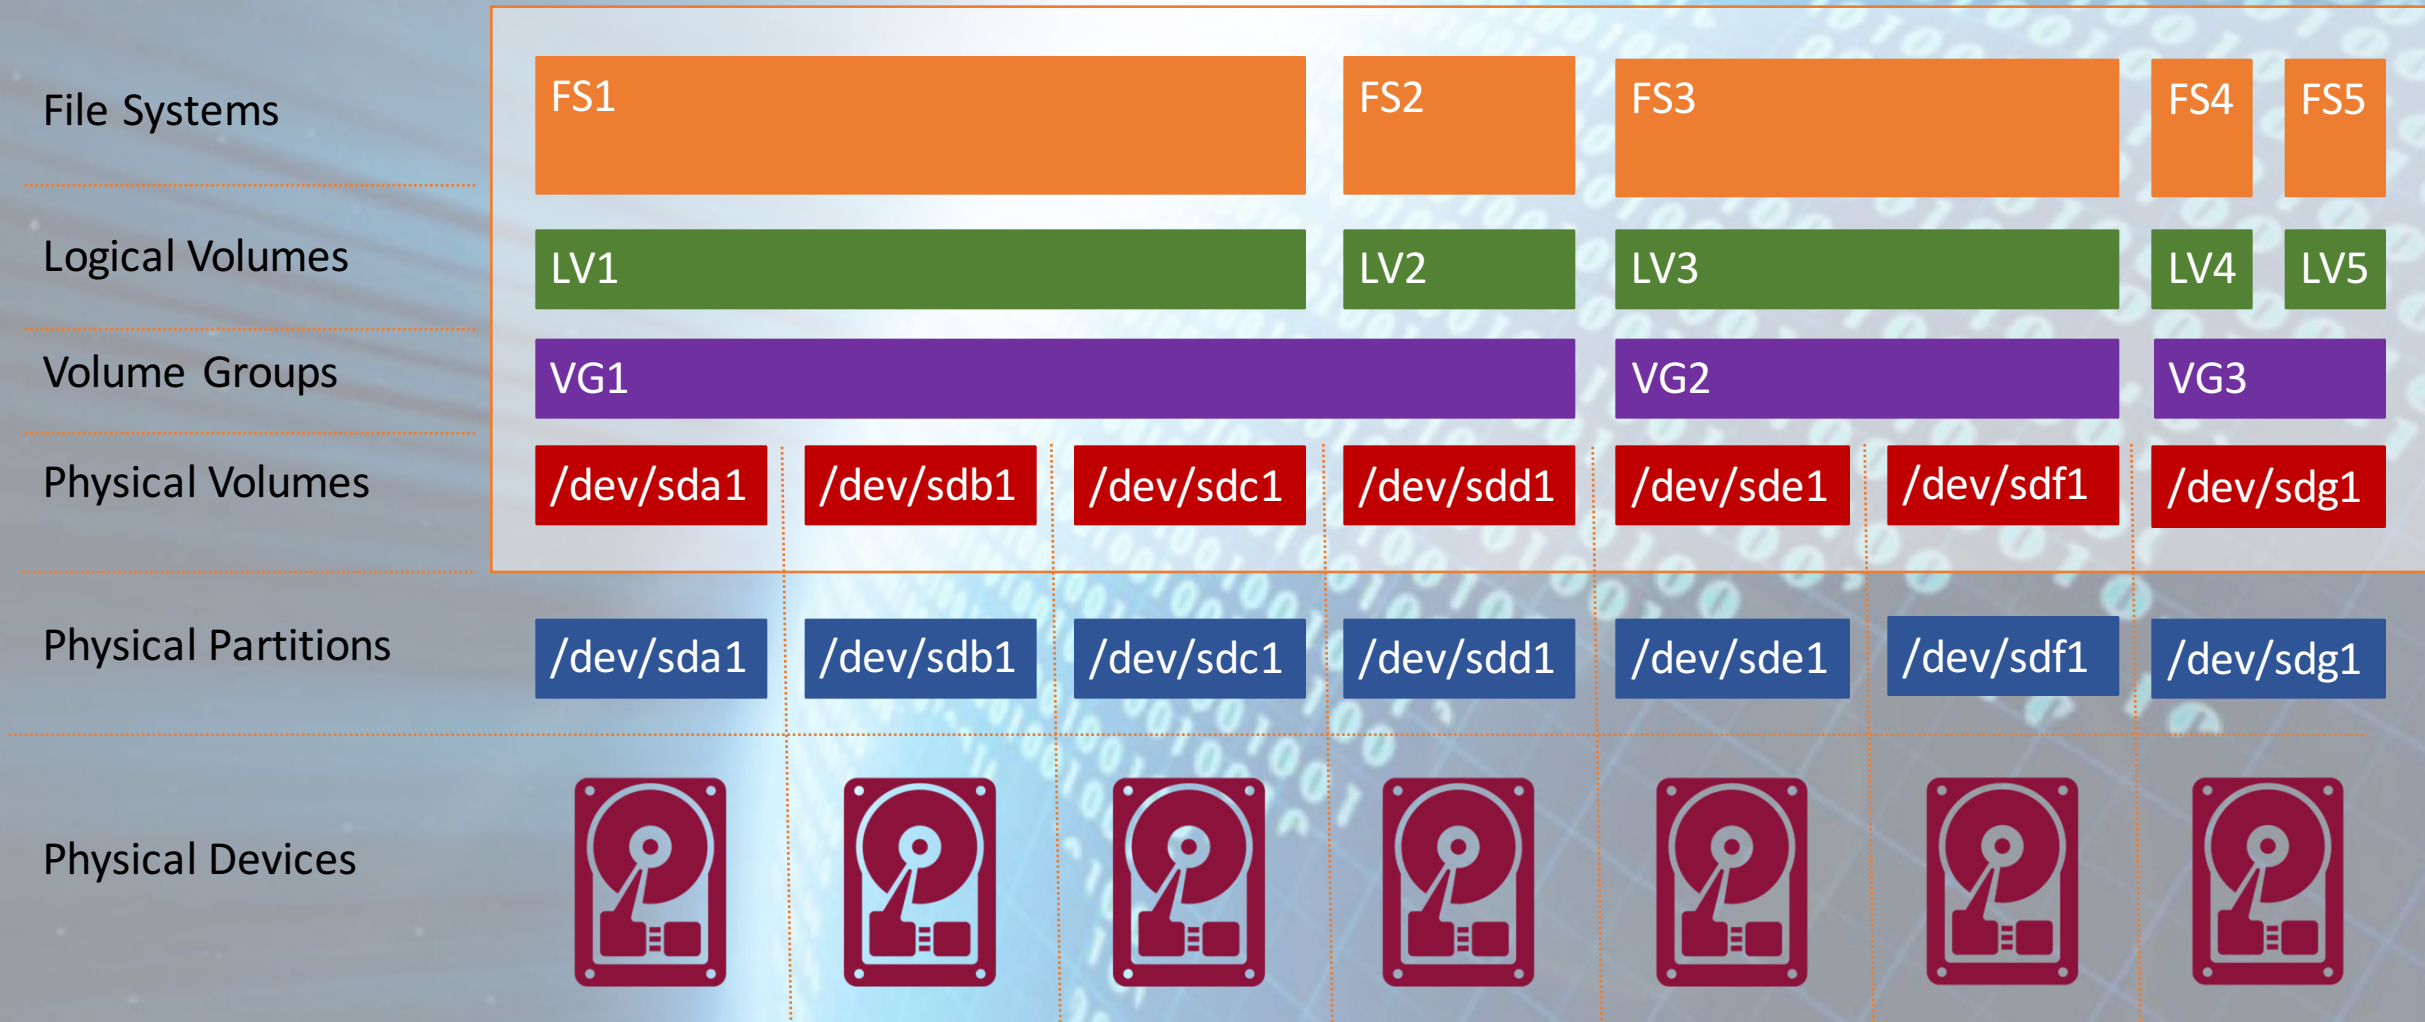 File Systems
FS1
FS2
FS3
FS4
FS5
Logical Volumes
LV1
LV2
LV3
LV4
LV5
Volume Groups
VG1
VG2
VG3
Physical Volumes
/dev/sda1
/dev/sdb1
/dev/sdc1
/dev/sdd1
/dev/sde1
/dev/sdf1
/dev/sdg1
Physical Partitions
/dev/sda1
/dev/sdb1
/dev/sdc1
/dev/sdd1
/dev/sde1
/dev/sdf1
/dev/sdg1
Physical Devices